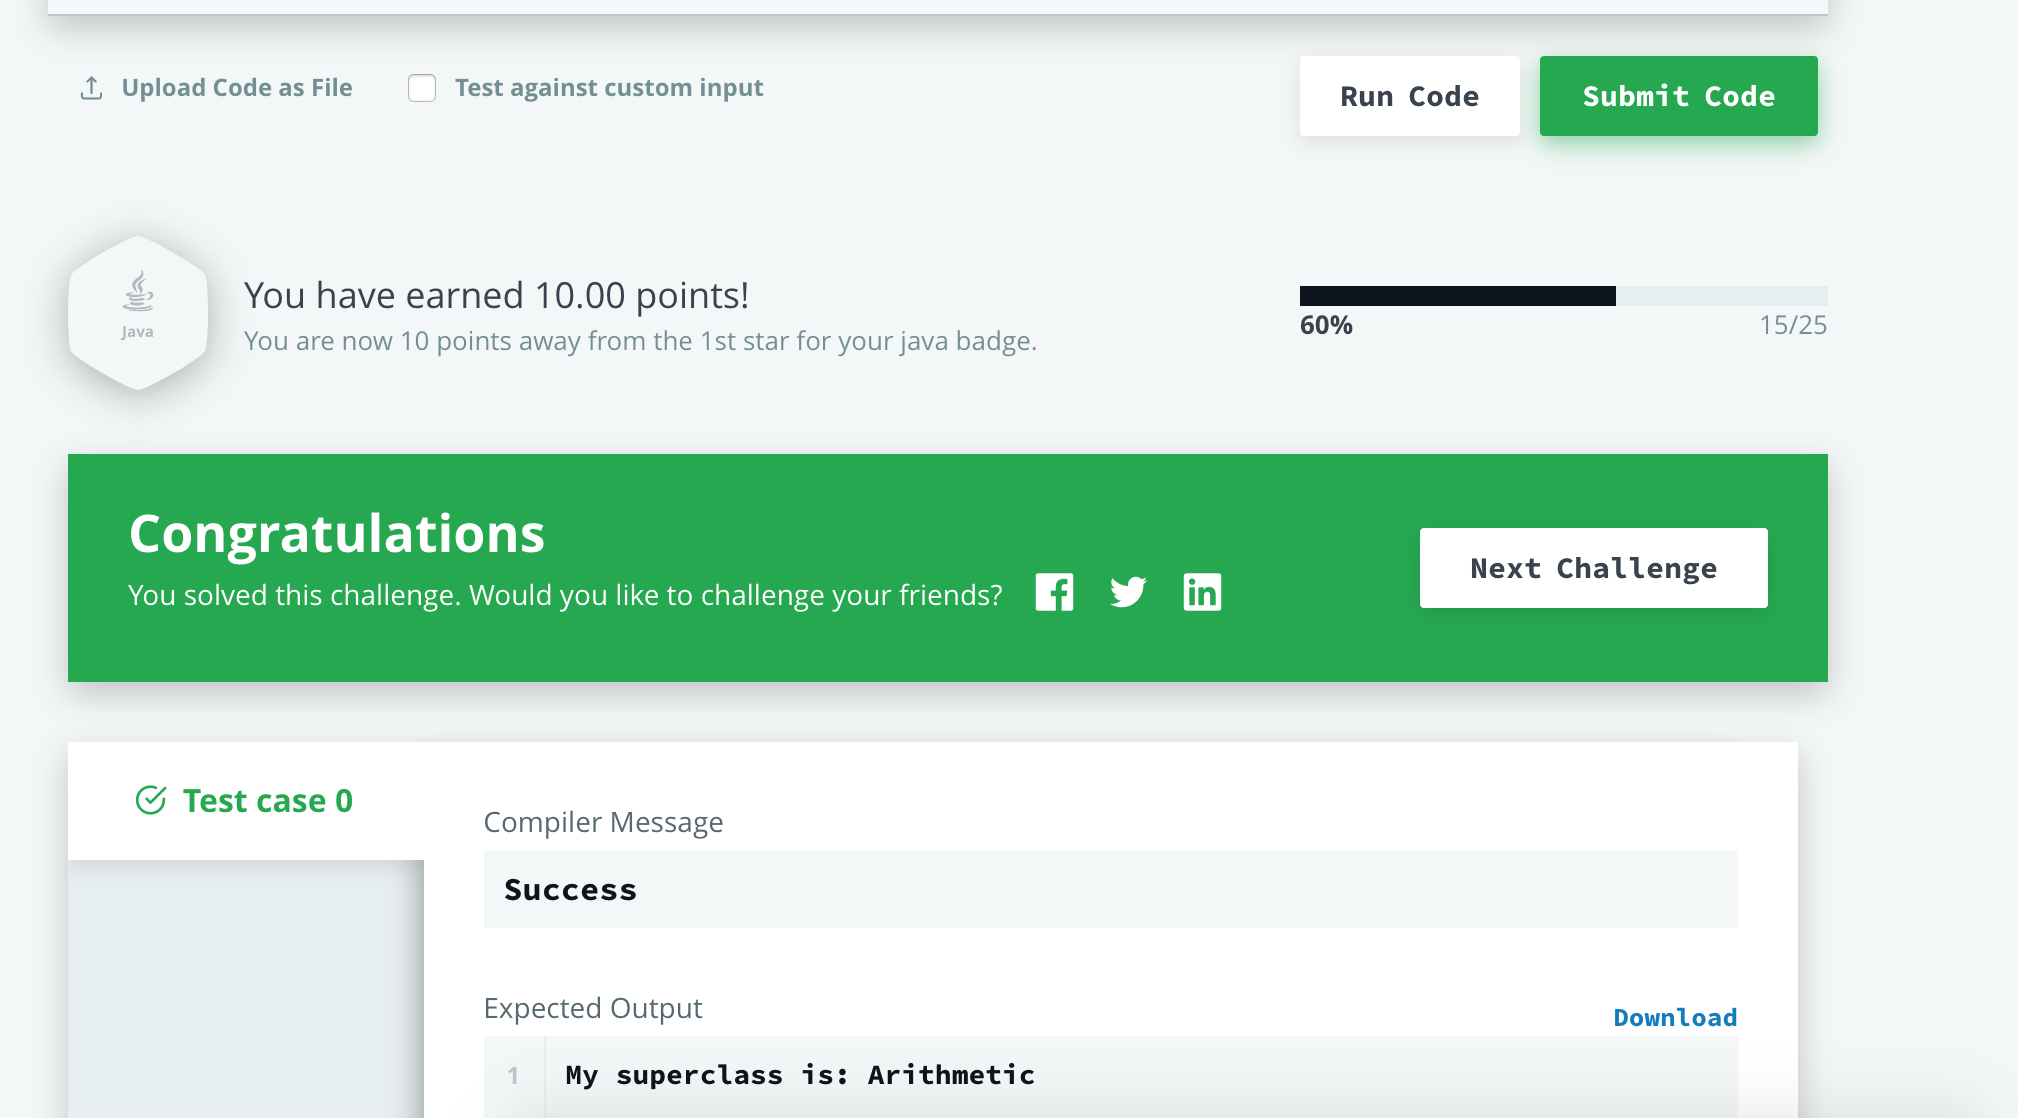 Upload Code as File
Test against custom input
Run Code
Submit Code
Java
You have earned 10.00 points!
You are now 10 points away from the 1st star for your java badge.
60%
15/25
Congratulations
You solved this challenge. Would you like to challenge your friends?
Next Challenge
Test case 0
Compiler Message
Success
Expected Output
Download
1
My superclass is: Arithmetic